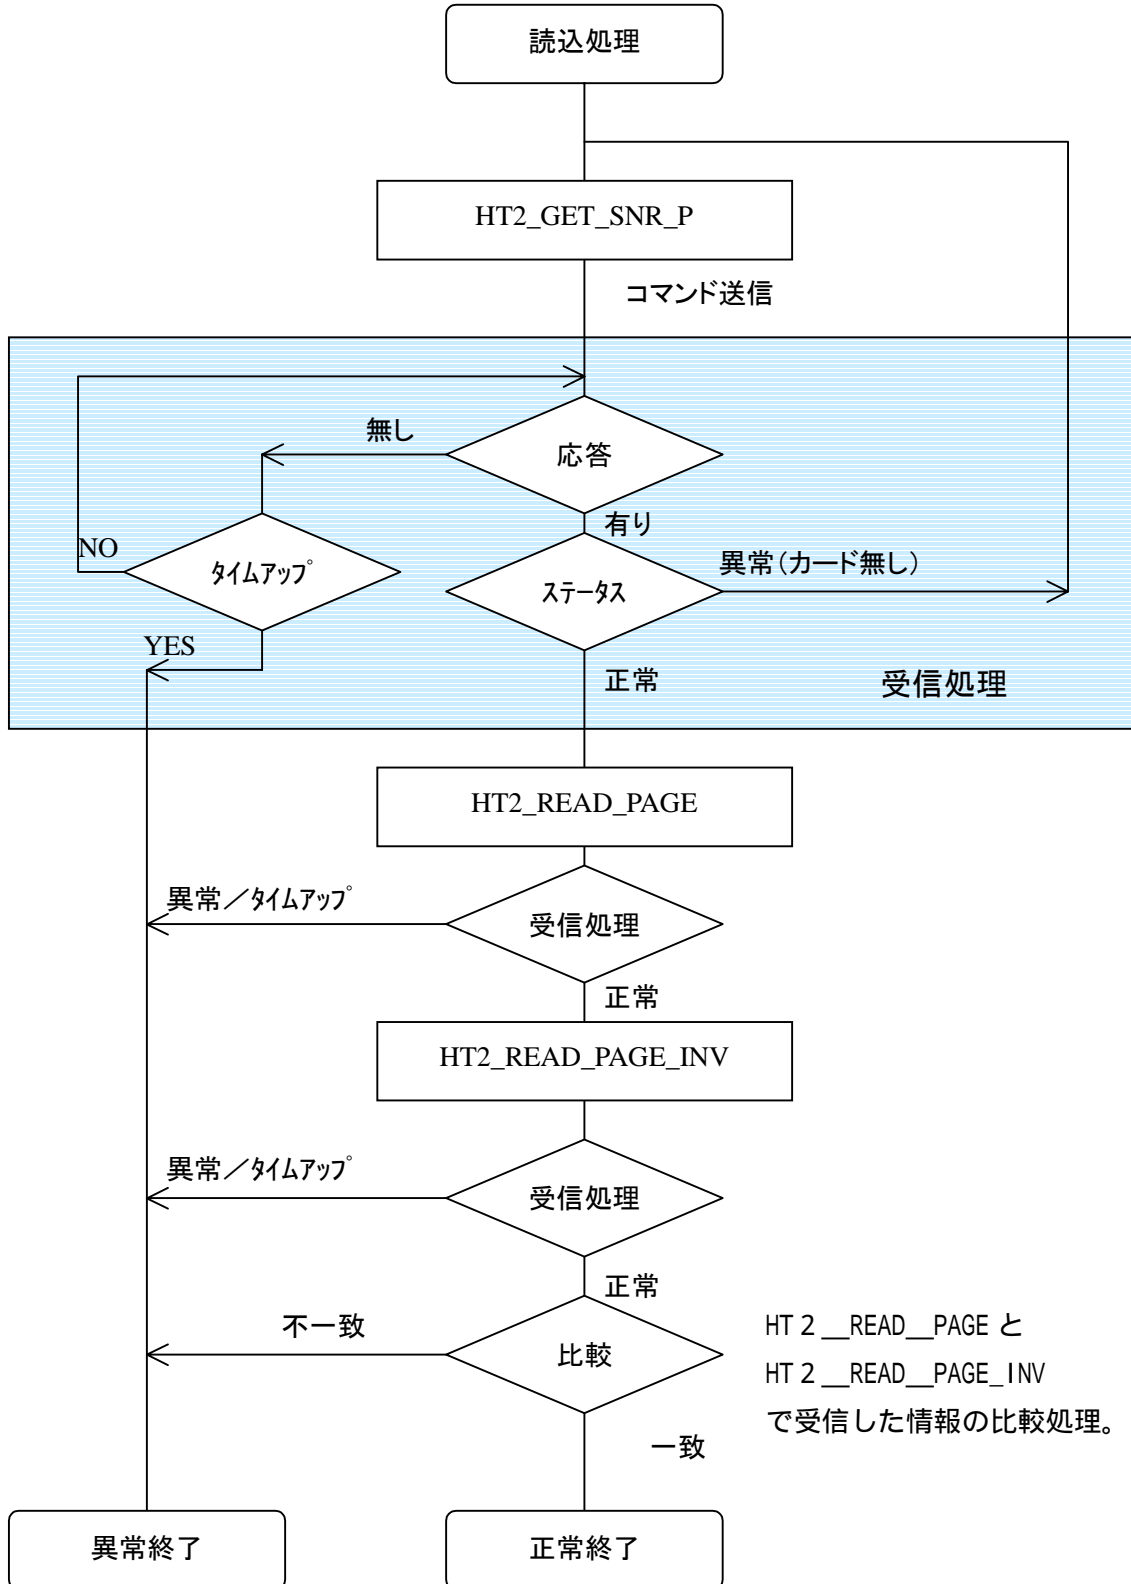 読込処理
HT2_GET_SNR_P
コマンド送信
無し
応答
有り
NO
タイムアップ
ステータス
異常(カード無し)
YES
正常
受信処理
HT2_READ_PAGE
異常/タイムアップ
受信処理
正常
HT2_READ_PAGE_INV
異常/タイムアップ
受信処理
正常
不一致
比較
HT2__READ__PAGE と
HT2__READ__PAGE_INV
で受信した情報の比較処理。
一致
異常終了
正常終了